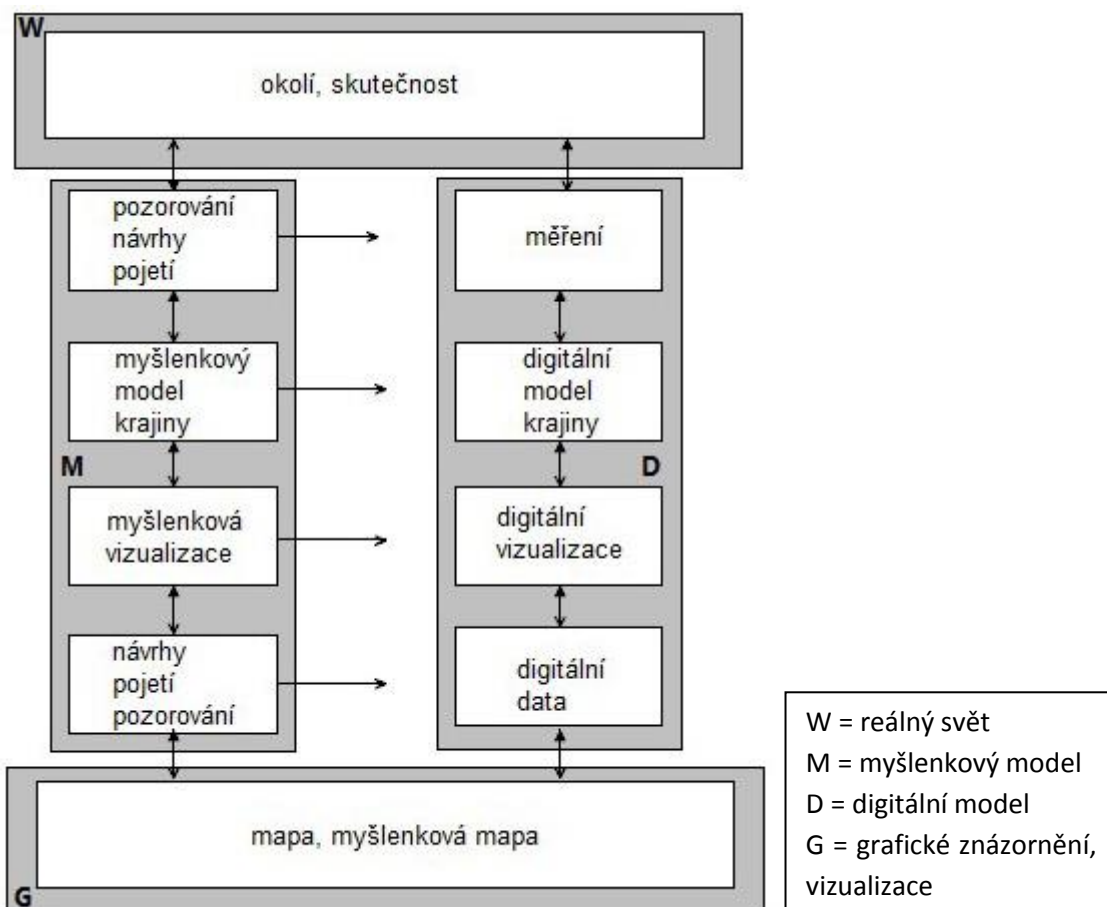 W
okolí, skutečnost
pozorování
návrhy
pojetí
měření
myšlenkový
model
krajiny
digitální
model
krajiny
M
D
myšlenková
vizualizace
digitální
vizualizace
návrhy
pojetí
pozorování
digitální
data
mapa, myšlenková mapa
G
W = reálný svět
M = myšlenkový model
D = digitální model
G = grafické znázornění,
vizualizace